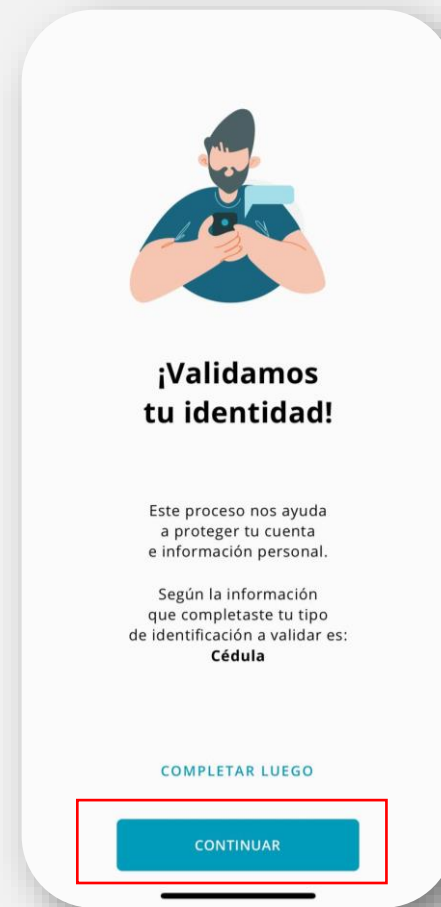 ¡Validamos
tu identidad!
Este proceso nos ayuda
a proteger tu cuenta
e información personal.
Según la información
que completaste tu tipo
de identificación a validar es:
Cédula
COMPLETAR LUEGO
CONTINUAR